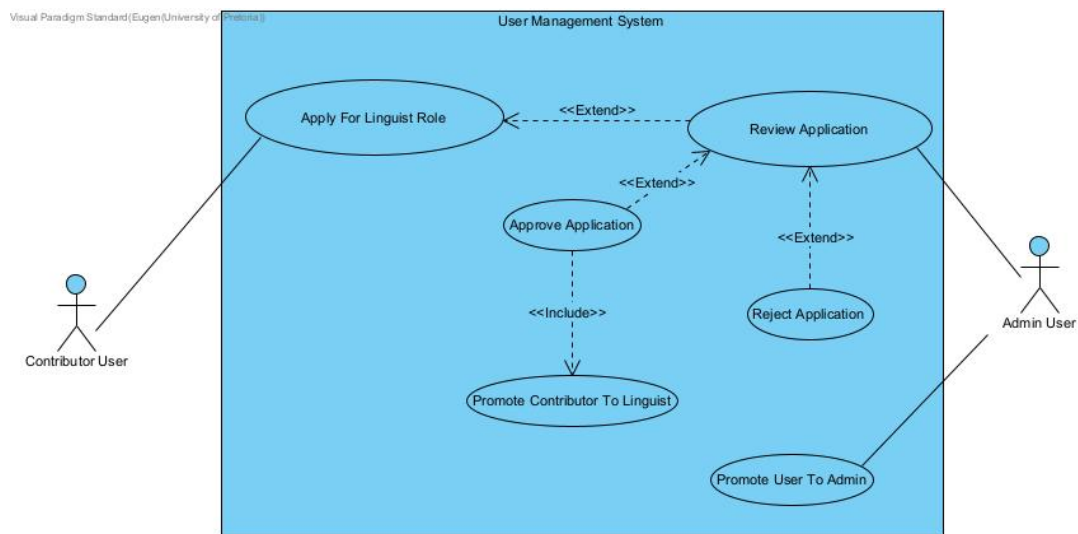 Visual Paradigm Standard(Eugen(University of Pretoria))
User Management System
Apply For Linguist Role
<<Extend>>
Review Application
<<Extend>>
Approve Application
<<Extend>>
<<Include>>
Reject Application
Contributor User
Admin User
Promote Contributor To Linguist
Promote User To Admin